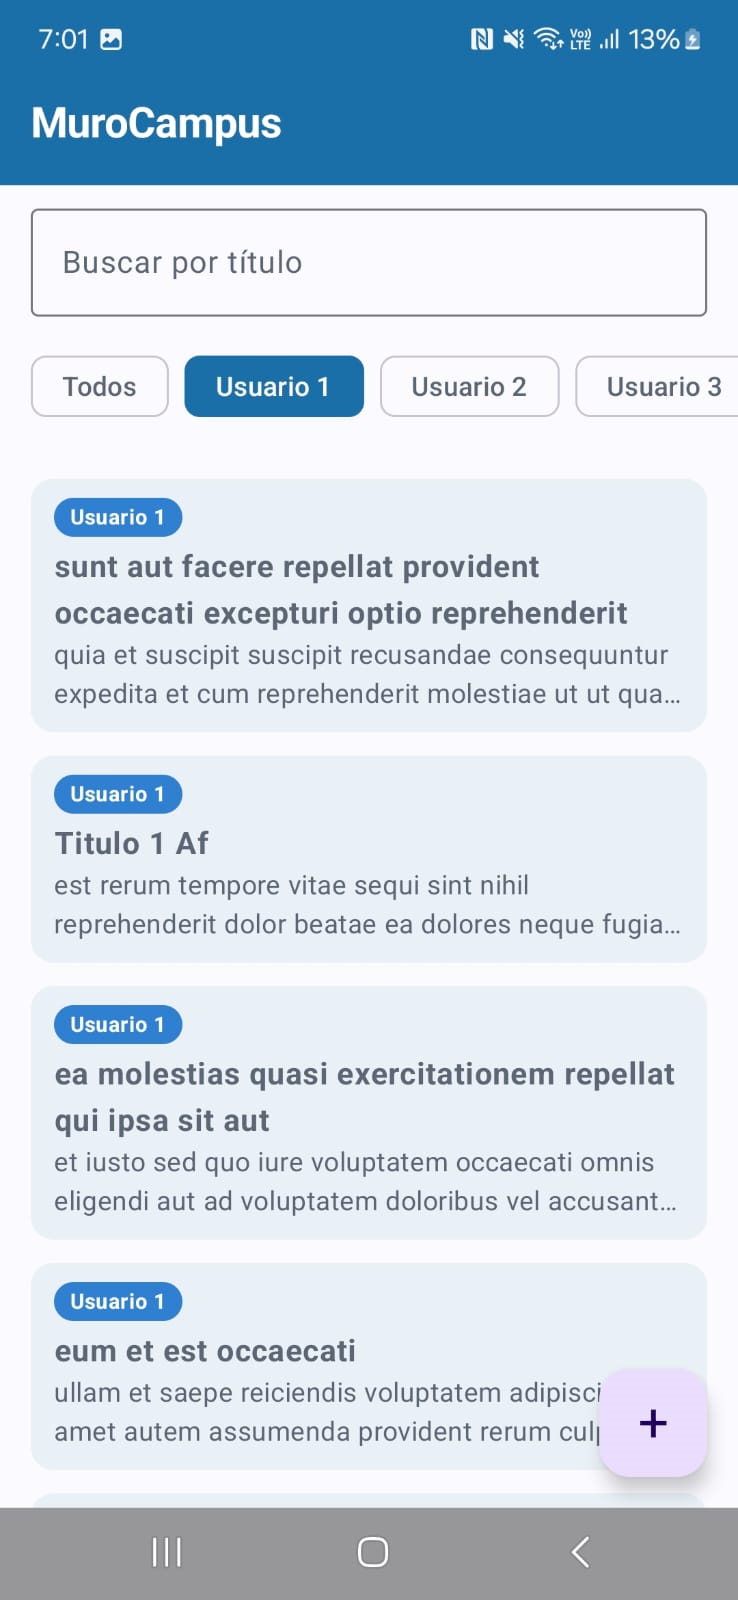 7:01 Vo)) LTE 13%
MuroCampus
Buscar por título
Todos Usuario 1 Usuario 2 Usuario 3
Usuario 1
sunt aut facere repellat provident
occaecati excepturi optio reprehenderit
quia et suscipit suscipit recusandae consequuntur
expedita et cum reprehenderit molestiae ut ut qua...
Usuario 1
Titulo 1 Af
est rerum tempore vitae sequi sint nihil
reprehenderit dolor beatae ea dolores neque fugia...
Usuario 1
ea molestias quasi exercitationem repellat
qui ipsa sit aut
et iusto sed quo iure voluptatem occaecati omnis
eligendi aut ad voluptatem doloribus vel accusant...
Usuario 1
eum et est occaecati
ullam et saepe reiciendis voluptatem adipisci
amet autem assumenda provident rerum
+